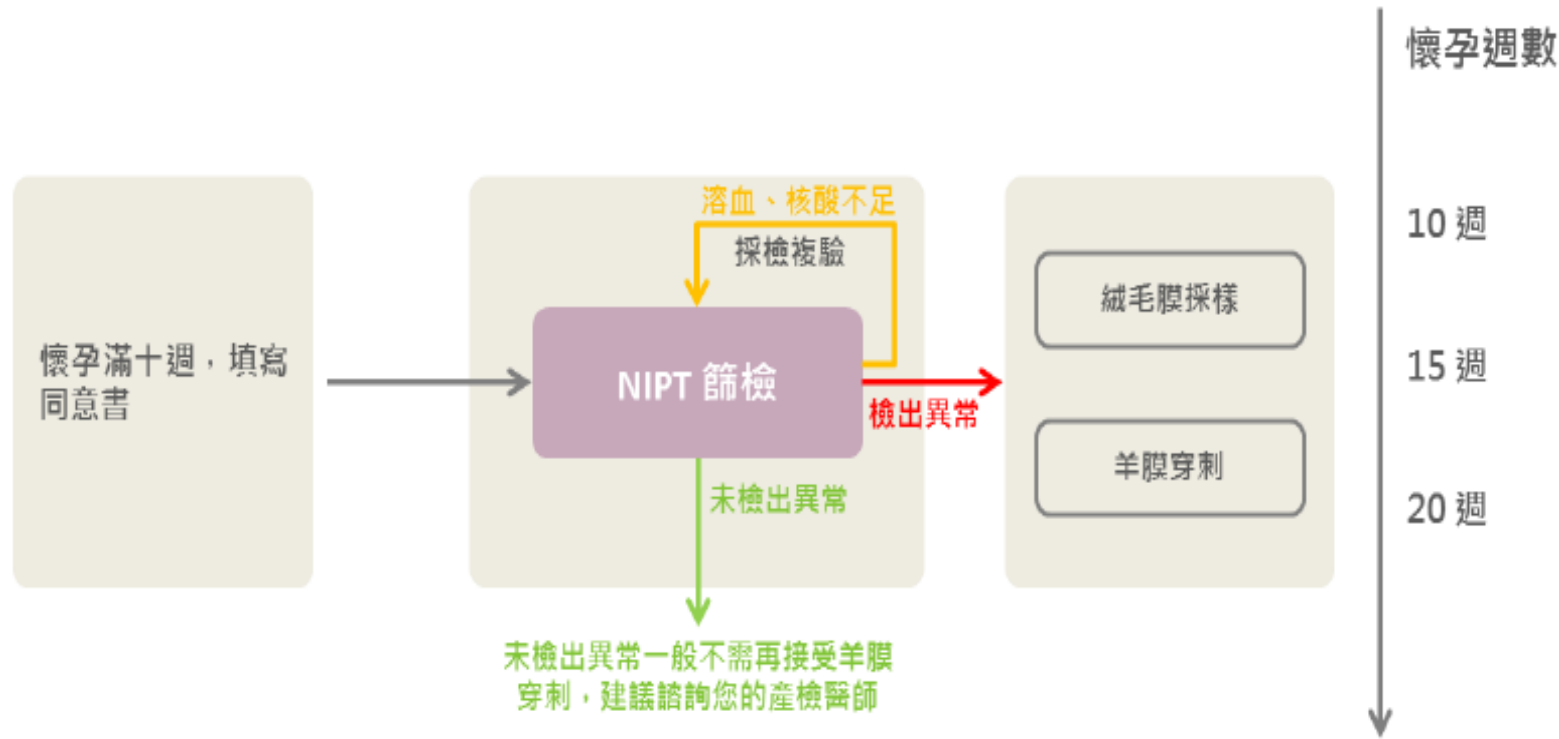 懷孕週數
溶血、核酸不足
採檢複驗
10 週
絨毛膜採樣
懷孕滿十週，填寫
同意書
NIPT 篩檢
15 週
檢出異常
羊膜穿刺
未檢出異常
20 週
未檢出異常一般不需再接受羊膜
穿刺，建議諮詢您的產檢醫師